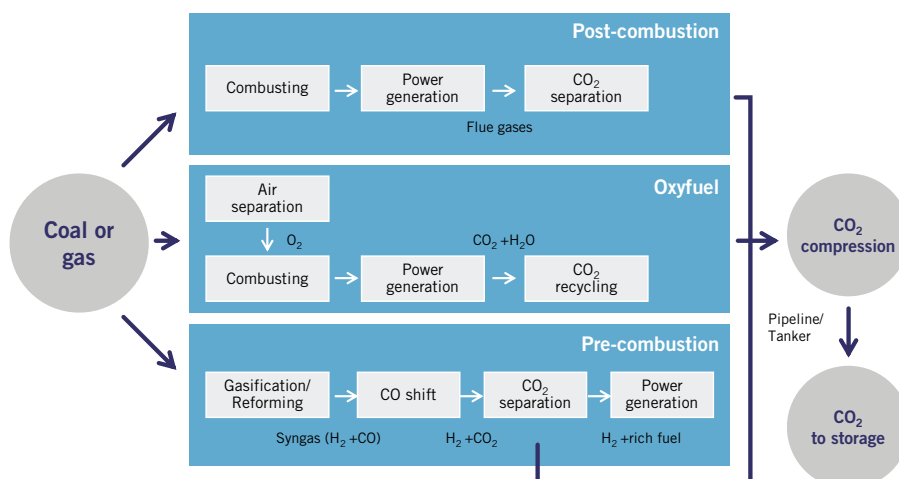 Post-combustion
Combusting
Power
generation
CO₂
separation
Flue gases
Coal or
gas
Oxyfuel
Air
separation
O₂
CO₂ +H₂O
Combusting
Power
generation
CO₂
recycling
Pre-combustion
Gasification/
Reforming
CO shift
CO₂
separation
Power
generation
Syngas (H₂ +CO)
H₂ +CO₂
H₂ +rich fuel
CO₂
compression
Pipeline/
Tanker
CO₂
to storage